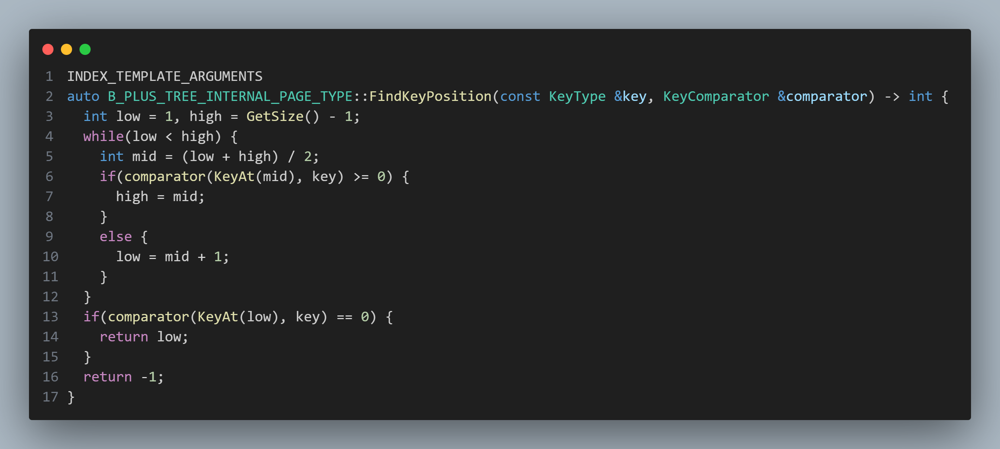 1 INDEX_TEMPLATE_ARGUMENTS
2 auto B_PLUS_TREE_INTERNAL_PAGE_TYPE::FindKeyPosition(const KeyType &key, KeyComparator &comparator) -> int {
3   int low = 1, high = GetSize() - 1;
4   while(low < high) {
5     int mid = (low + high) / 2;
6     if(comparator(KeyAt(mid), key) >= 0) {
7       high = mid;
8     }
9     else {
10       low = mid + 1;
11     }
12   }
13   if(comparator(KeyAt(low), key) == 0) {
14     return low;
15   }
16   return -1;
17 }